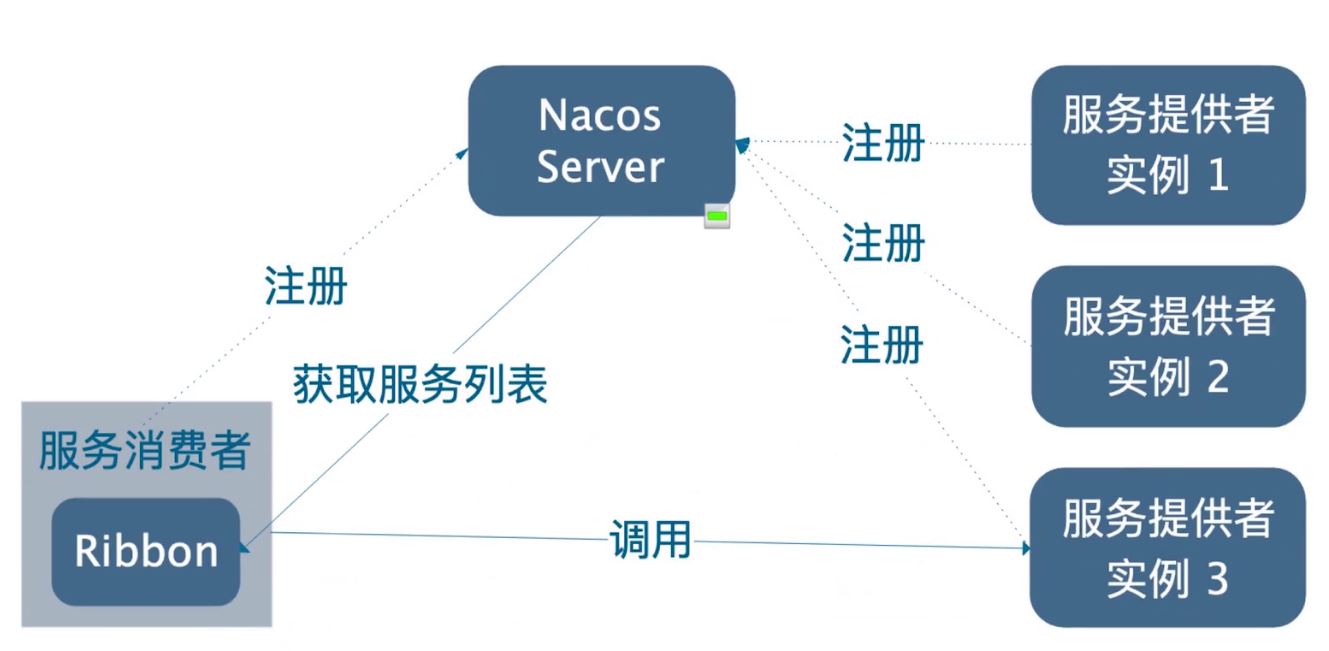 Nacos
Server
服务提供者
实例 1
注册
注册
注册
注册
服务提供者
实例 2
获取服务列表
服务消费者
Ribbon
调用
服务提供者
实例 3